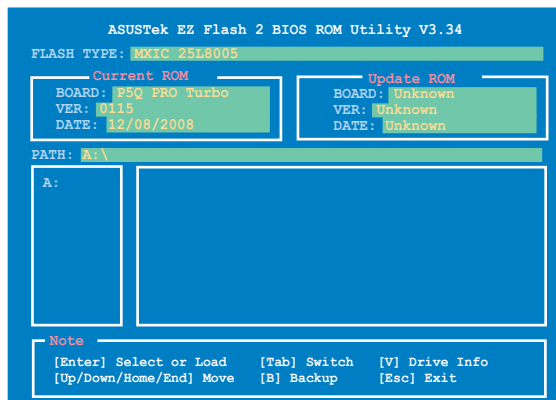 ASUSTek EZ Flash 2 BIOS ROM Utility V3.34
FLASH TYPE: MXIC 25L8005
Current ROM
BOARD: P5Q PRO Turbo
VER: 0115
DATE: 12/08/2008
Update ROM
BOARD: Unknown
VER: Unknown
DATE: Unknown
PATH: A:\
A:
Note
[Enter] Select or Load [Tab] Switch [V] Drive Info
[Up/Down/Home/End] Move [B] Backup [Esc] Exit